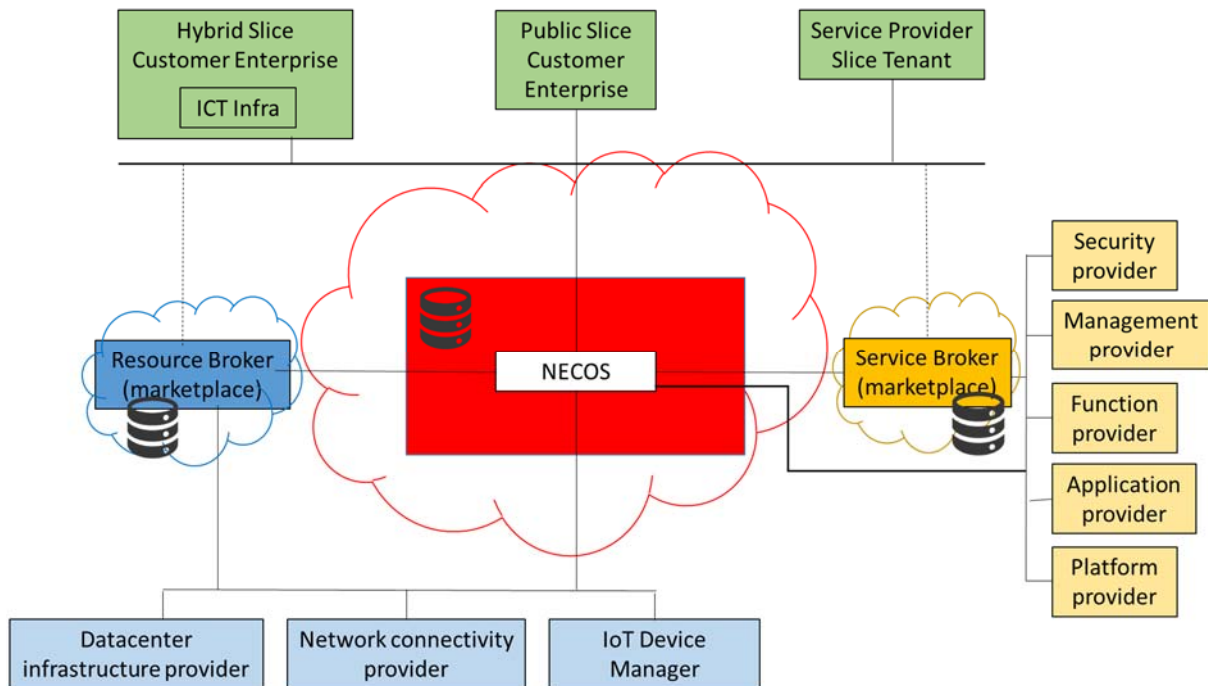 Hybrid Slice
Customer Enterprise
ICT Infra
Public Slice
Customer
Enterprise
Service Provider
Slice Tenant
Security
provider
Management
provider
Resource Broker
(marketplace)
NECOS
Service Broker
(marketplace)
Function
provider
Application
provider
Platform
provider
Datacenter
infrastructure provider
Network connectivity
provider
IoT Device
Manager